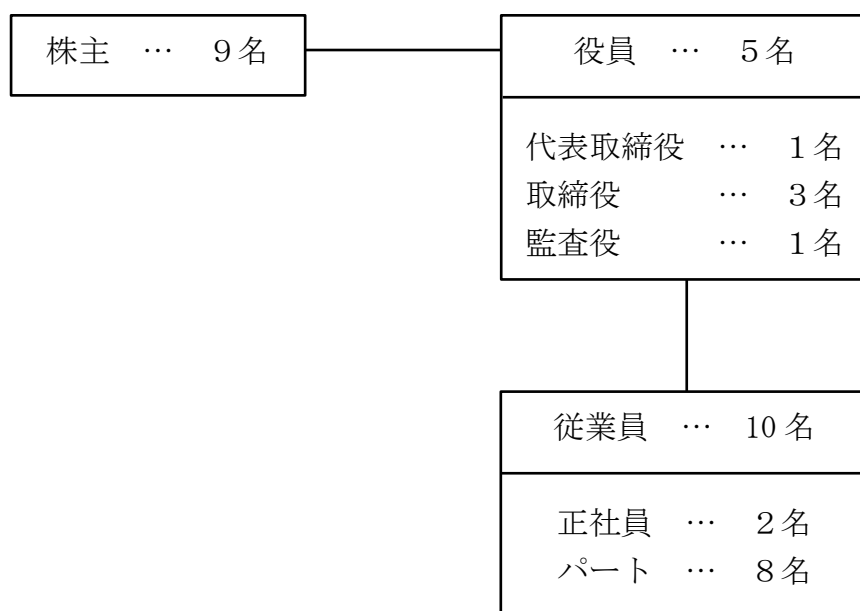 株主　…　９名
役員　…　５名
代表取締役　…　１名
取締役　　　…　３名
監査役　　　…　１名
従業員　…　10名
正社員　…　２名
パート　…　８名